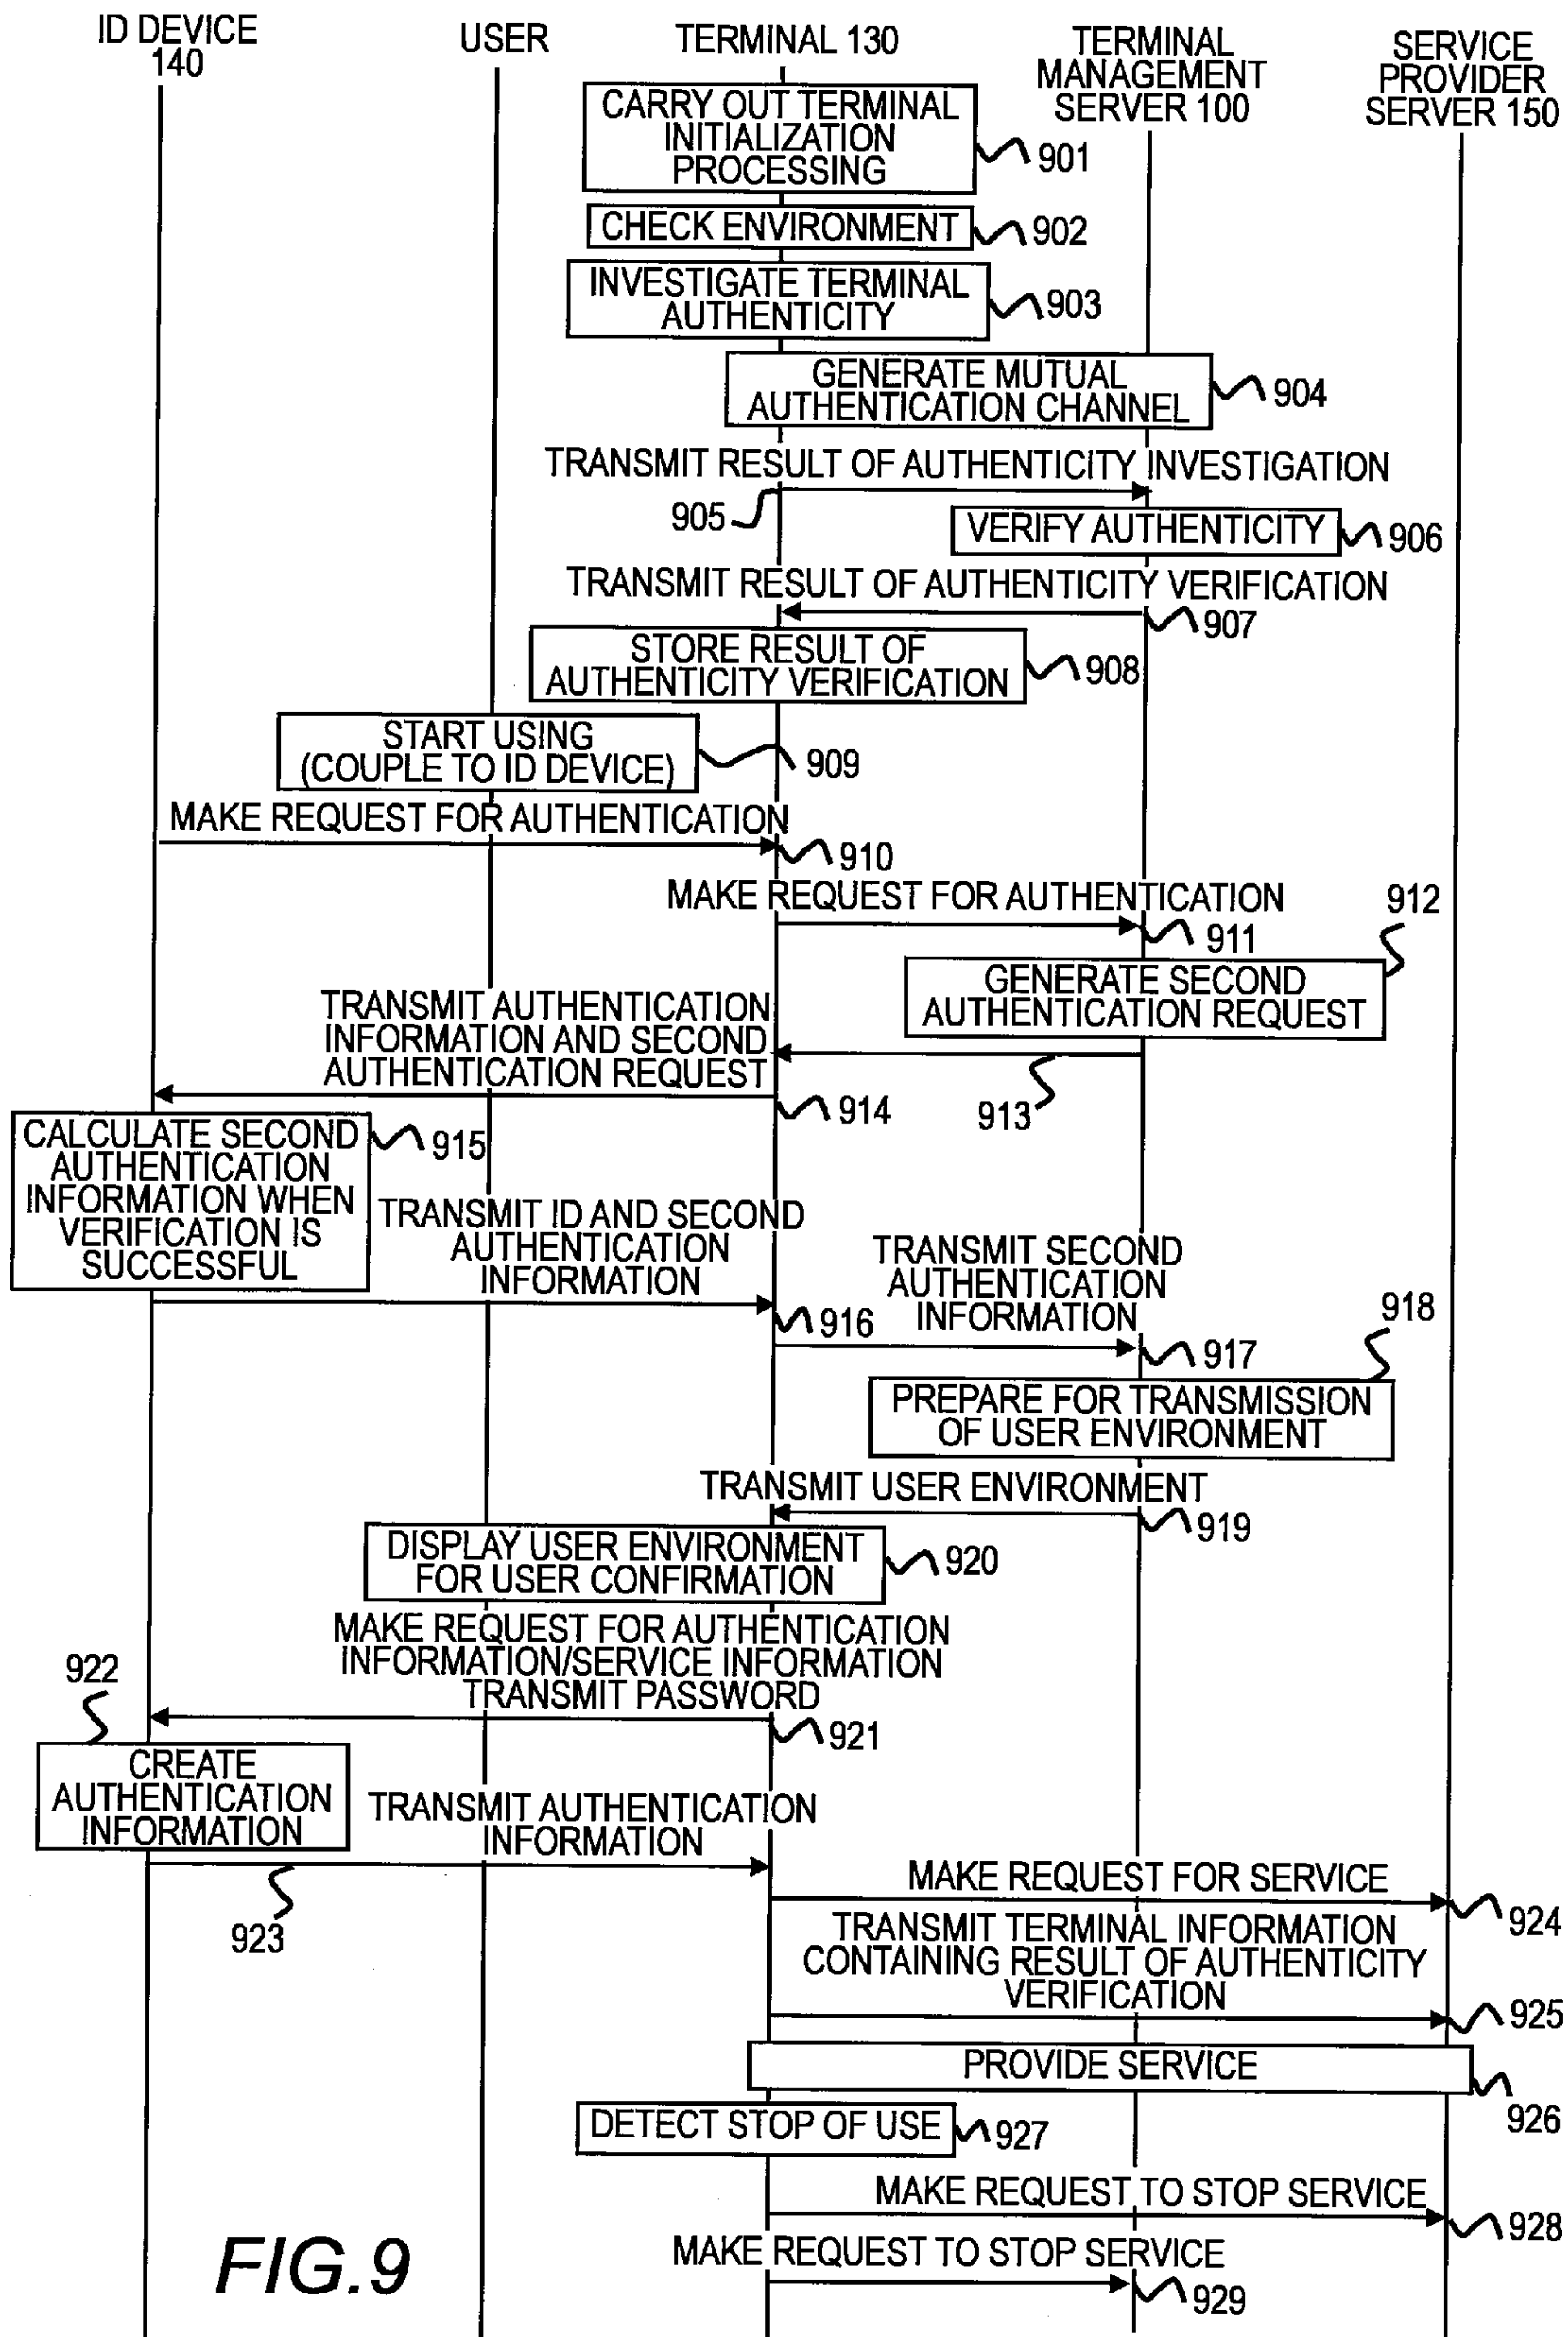 ID DEVICE
140
USER
TERMINAL 130
TERMINAL
MANAGEMENT
SERVER 100
SERVICE
PROVIDER
SERVER 150
CARRY OUT TERMINAL
INITIALIZATION
PROCESSING
901
CHECK ENVIRONMENT
902
INVESTIGATE TERMINAL
AUTHENTICITY
903
GENERATE MUTUAL
AUTHENTICATION CHANNEL
904
TRANSMIT RESULT OF AUTHENTICITY INVESTIGATION
905
VERIFY AUTHENTICITY
906
TRANSMIT RESULT OF AUTHENTICITY VERIFICATION
907
STORE RESULT OF
AUTHENTICITY VERIFICATION
908
START USING
(COUPLE TO ID DEVICE)
909
MAKE REQUEST FOR AUTHENTICATION
910
MAKE REQUEST FOR AUTHENTICATION
911
912
GENERATE SECOND
AUTHENTICATION REQUEST
TRANSMIT AUTHENTICATION
INFORMATION AND SECOND
AUTHENTICATION REQUEST
913
914
CALCULATE SECOND
AUTHENTICATION
INFORMATION WHEN
VERIFICATION IS
SUCCESSFUL
915
TRANSMIT ID AND SECOND
AUTHENTICATION
INFORMATION
916
TRANSMIT SECOND
AUTHENTICATION
INFORMATION
917
918
PREPARE FOR TRANSMISSION
OF USER ENVIRONMENT
TRANSMIT USER ENVIRONMENT
919
DISPLAY USER ENVIRONMENT
FOR USER CONFIRMATION
920
MAKE REQUEST FOR AUTHENTICATION
INFORMATION/SERVICE INFORMATION
TRANSMIT PASSWORD
921
922
CREATE
AUTHENTICATION
INFORMATION
TRANSMIT AUTHENTICATION
INFORMATION
923
MAKE REQUEST FOR SERVICE
924
TRANSMIT TERMINAL INFORMATION
CONTAINING RESULT OF AUTHENTICITY
VERIFICATION
925
PROVIDE SERVICE
926
DETECT STOP OF USE
927
MAKE REQUEST TO STOP SERVICE
928
MAKE REQUEST TO STOP SERVICE
929
FIG.9